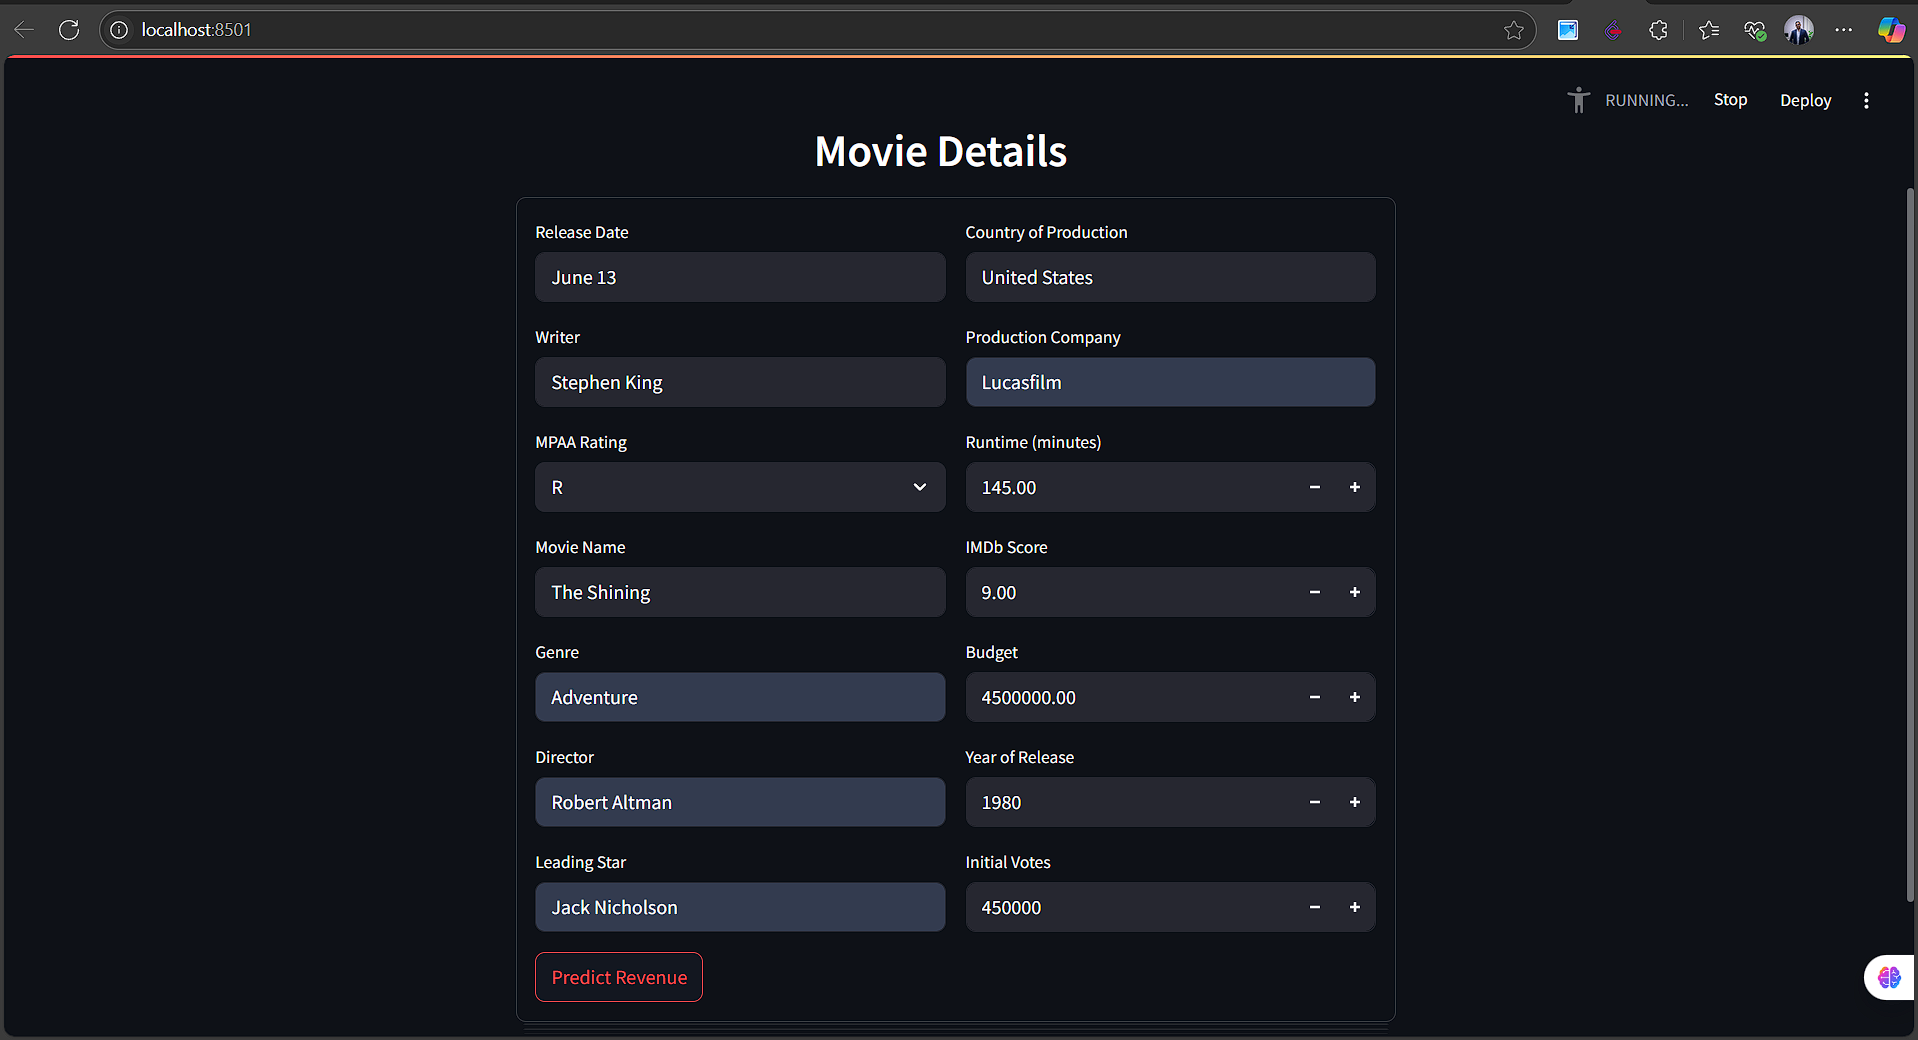 localhost:8501
RUNNING...
Stop
Deploy
Movie Details
Release Date
June 13
Country of Production
United States
Writer
Stephen King
Production Company
Lucasfilm
MPAA Rating
R
Runtime (minutes)
145.00
Movie Name
The Shining
IMDb Score
9.00
Genre
Adventure
Budget
4500000.00
Director
Robert Altman
Year of Release
1980
Leading Star
Jack Nicholson
Initial Votes
450000
Predict Revenue